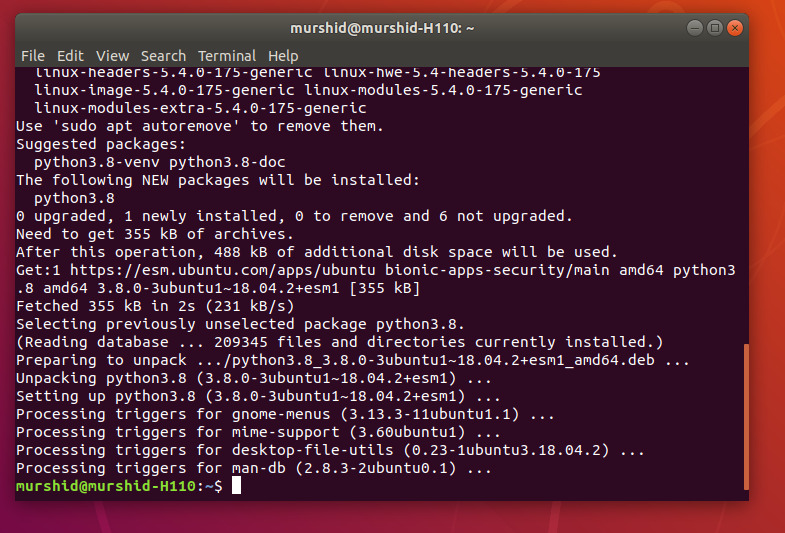 murshid@murshid-H110: ~
File Edit View Search Terminal Help
linux-headers-5.4.0-175-generic linux-hwe-5.4-headers-5.4.0-175
linux-image-5.4.0-175-generic linux-modules-5.4.0-175-generic
linux-modules-extra-5.4.0-175-generic
Use 'sudo apt autoremove' to remove them.
Suggested packages:
python3.8-venv python3.8-doc
The following NEW packages will be installed:
python3.8
0 upgraded, 1 newly installed, 0 to remove and 6 not upgraded.
Need to get 355 kB of archives.
After this operation, 488 kB of additional disk space will be used.
Get:1 https://esm.ubuntu.com/apps/ubuntu bionic-apps-security/main amd64 python3
.8 amd64 3.8.0-3ubuntu1~18.04.2+esm1 [355 kB]
Fetched 355 kB in 2s (231 kB/s)
Selecting previously unselected package python3.8.
(Reading database ... 209345 files and directories currently installed.)
Preparing to unpack .../python3.8_3.8.0-3ubuntu1~18.04.2+esm1_amd64.deb ...
Unpacking python3.8 (3.8.0-3ubuntu1~18.04.2+esm1) ...
Setting up python3.8 (3.8.0-3ubuntu1~18.04.2+esm1) ...
Processing triggers for gnome-menus (3.13.3-11ubuntu1.1) ...
Processing triggers for mime-support (3.60ubuntu1) ...
Processing triggers for desktop-file-utils (0.23-1ubuntu3.18.04.2) ...
Processing triggers for man-db (2.8.3-2ubuntu0.1) ...
murshid@murshid-H110:~$